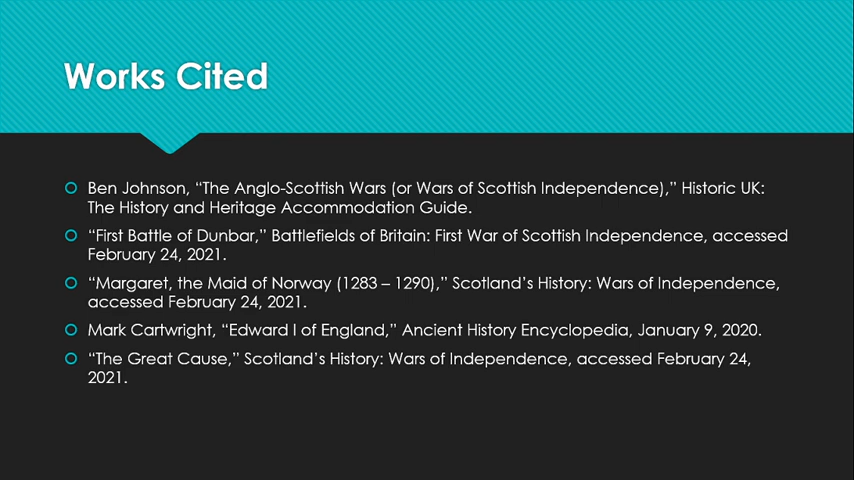 Works Cited
Ben Johnson, “The Anglo-Scottish Wars (or Wars of Scottish Independence),” Historic UK:
The History and Heritage Accommodation Guide.
“First Battle of Dunbar,” Battlefields of Britain: First War of Scottish Independence, accessed
February 24, 2021.
“Margaret, the Maid of Norway (1283 – 1290),” Scotland’s History: Wars of Independence,
accessed February 24, 2021.
Mark Cartwright, “Edward I of England,” Ancient History Encyclopedia, January 9, 2020.
“The Great Cause,” Scotland’s History: Wars of Independence, accessed February 24,
2021.